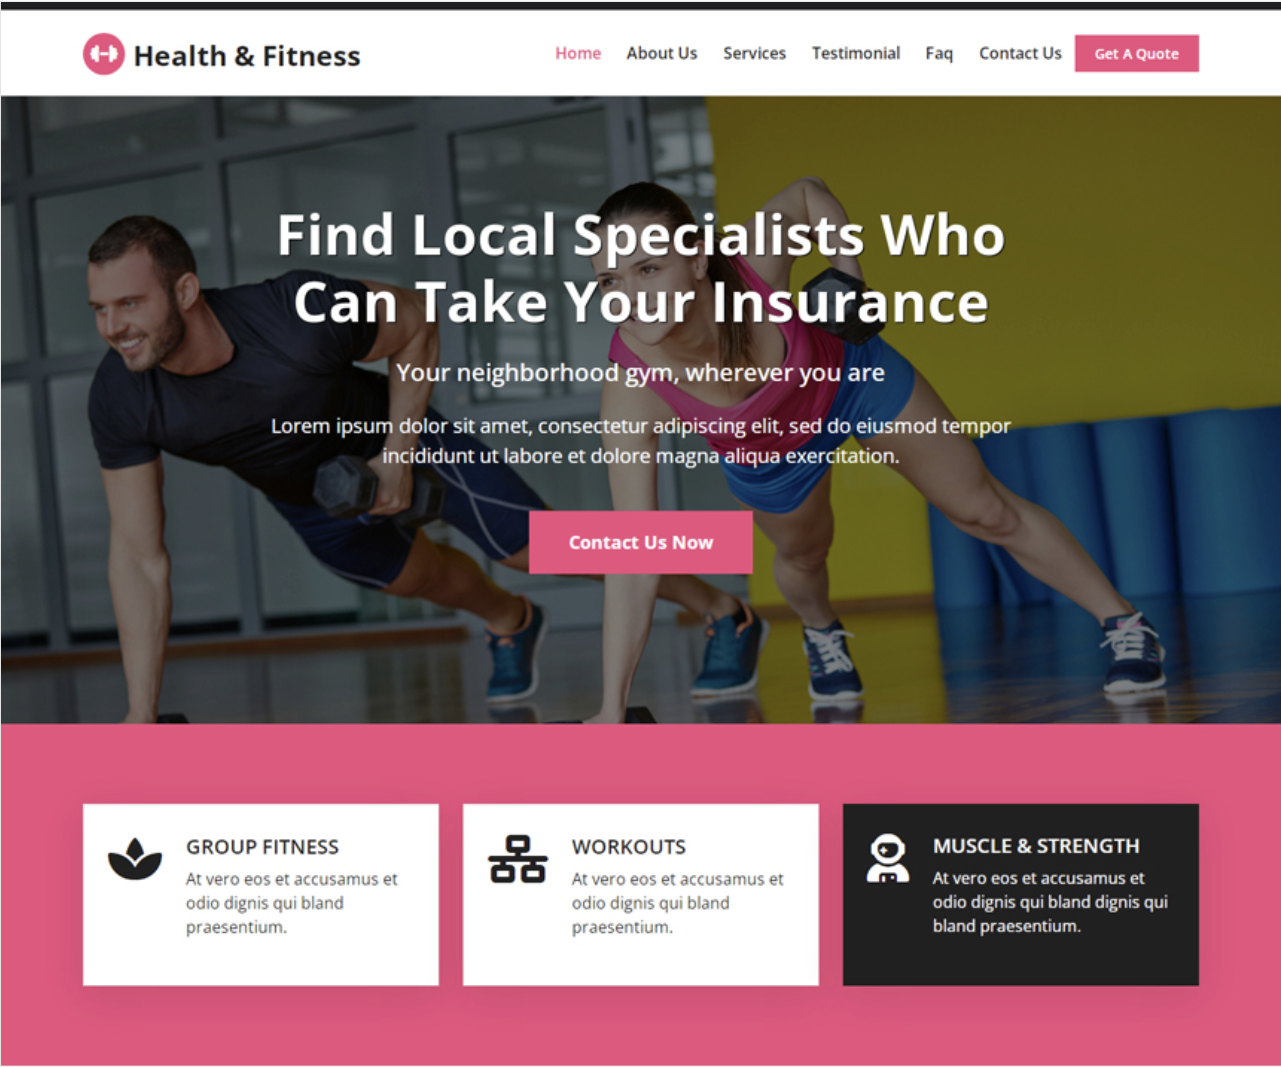 Health & Fitness
Home About Us Services Testimonial Faq Contact Us Get A Quote
Find Local Specialists Who
Can Take Your Insurance
Your neighborhood gym, wherever you are
Lorem ipsum dolor sit amet, consectetur adipiscing elit, sed do eiusmod tempor
incididunt ut labore et dolore magna aliqua exercitation.
Contact Us Now
GROUP FITNESS
At vero eos et accusamus et
odio dignis qui bland
praesentium.
WORKOUTS
At vero eos et accusamus et
odio dignis qui bland
praesentium.
MUSCLE & STRENGTH
At vero eos et accusamus et
odio dignis qui bland dignis qui
bland praesentium.